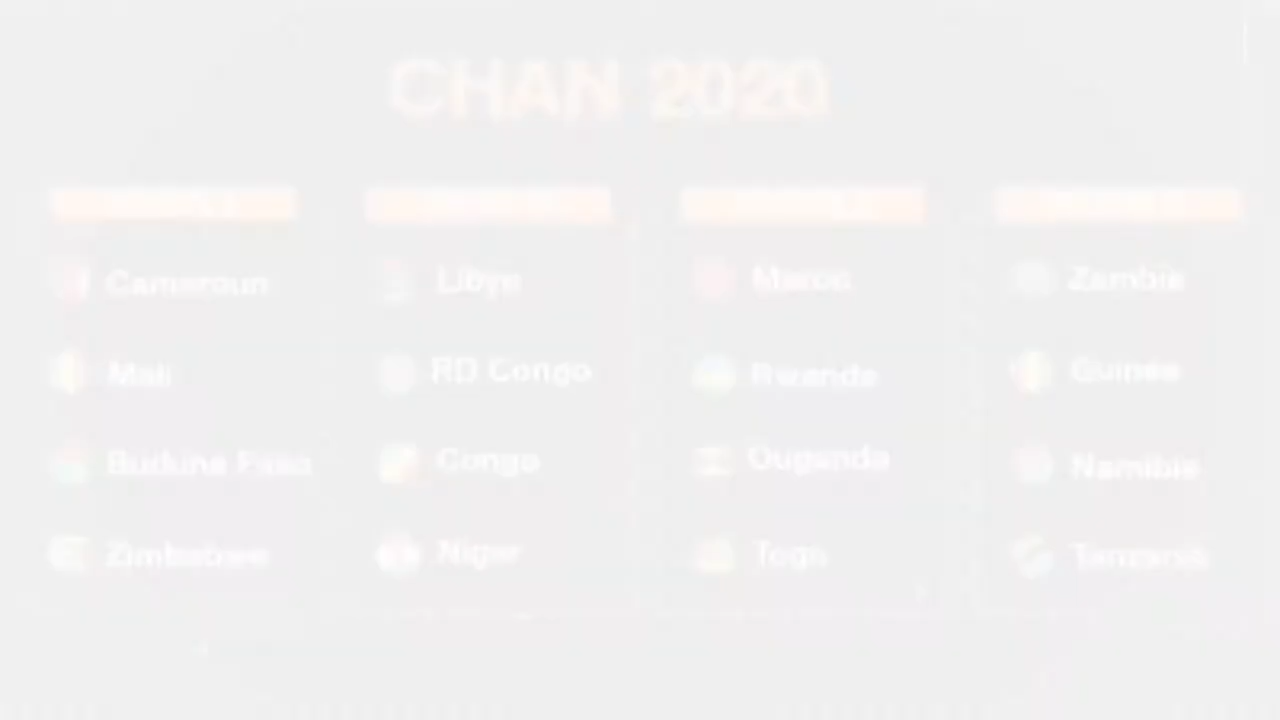 CHAN 2020
Cameroun
Mali
Burkina Faso
Zimbabwe
Libye
RD Congo
Congo
Niger
Maroc
Rwanda
Ouganda
Togo
Zambie
Guinée
Namibie
Tanzanie